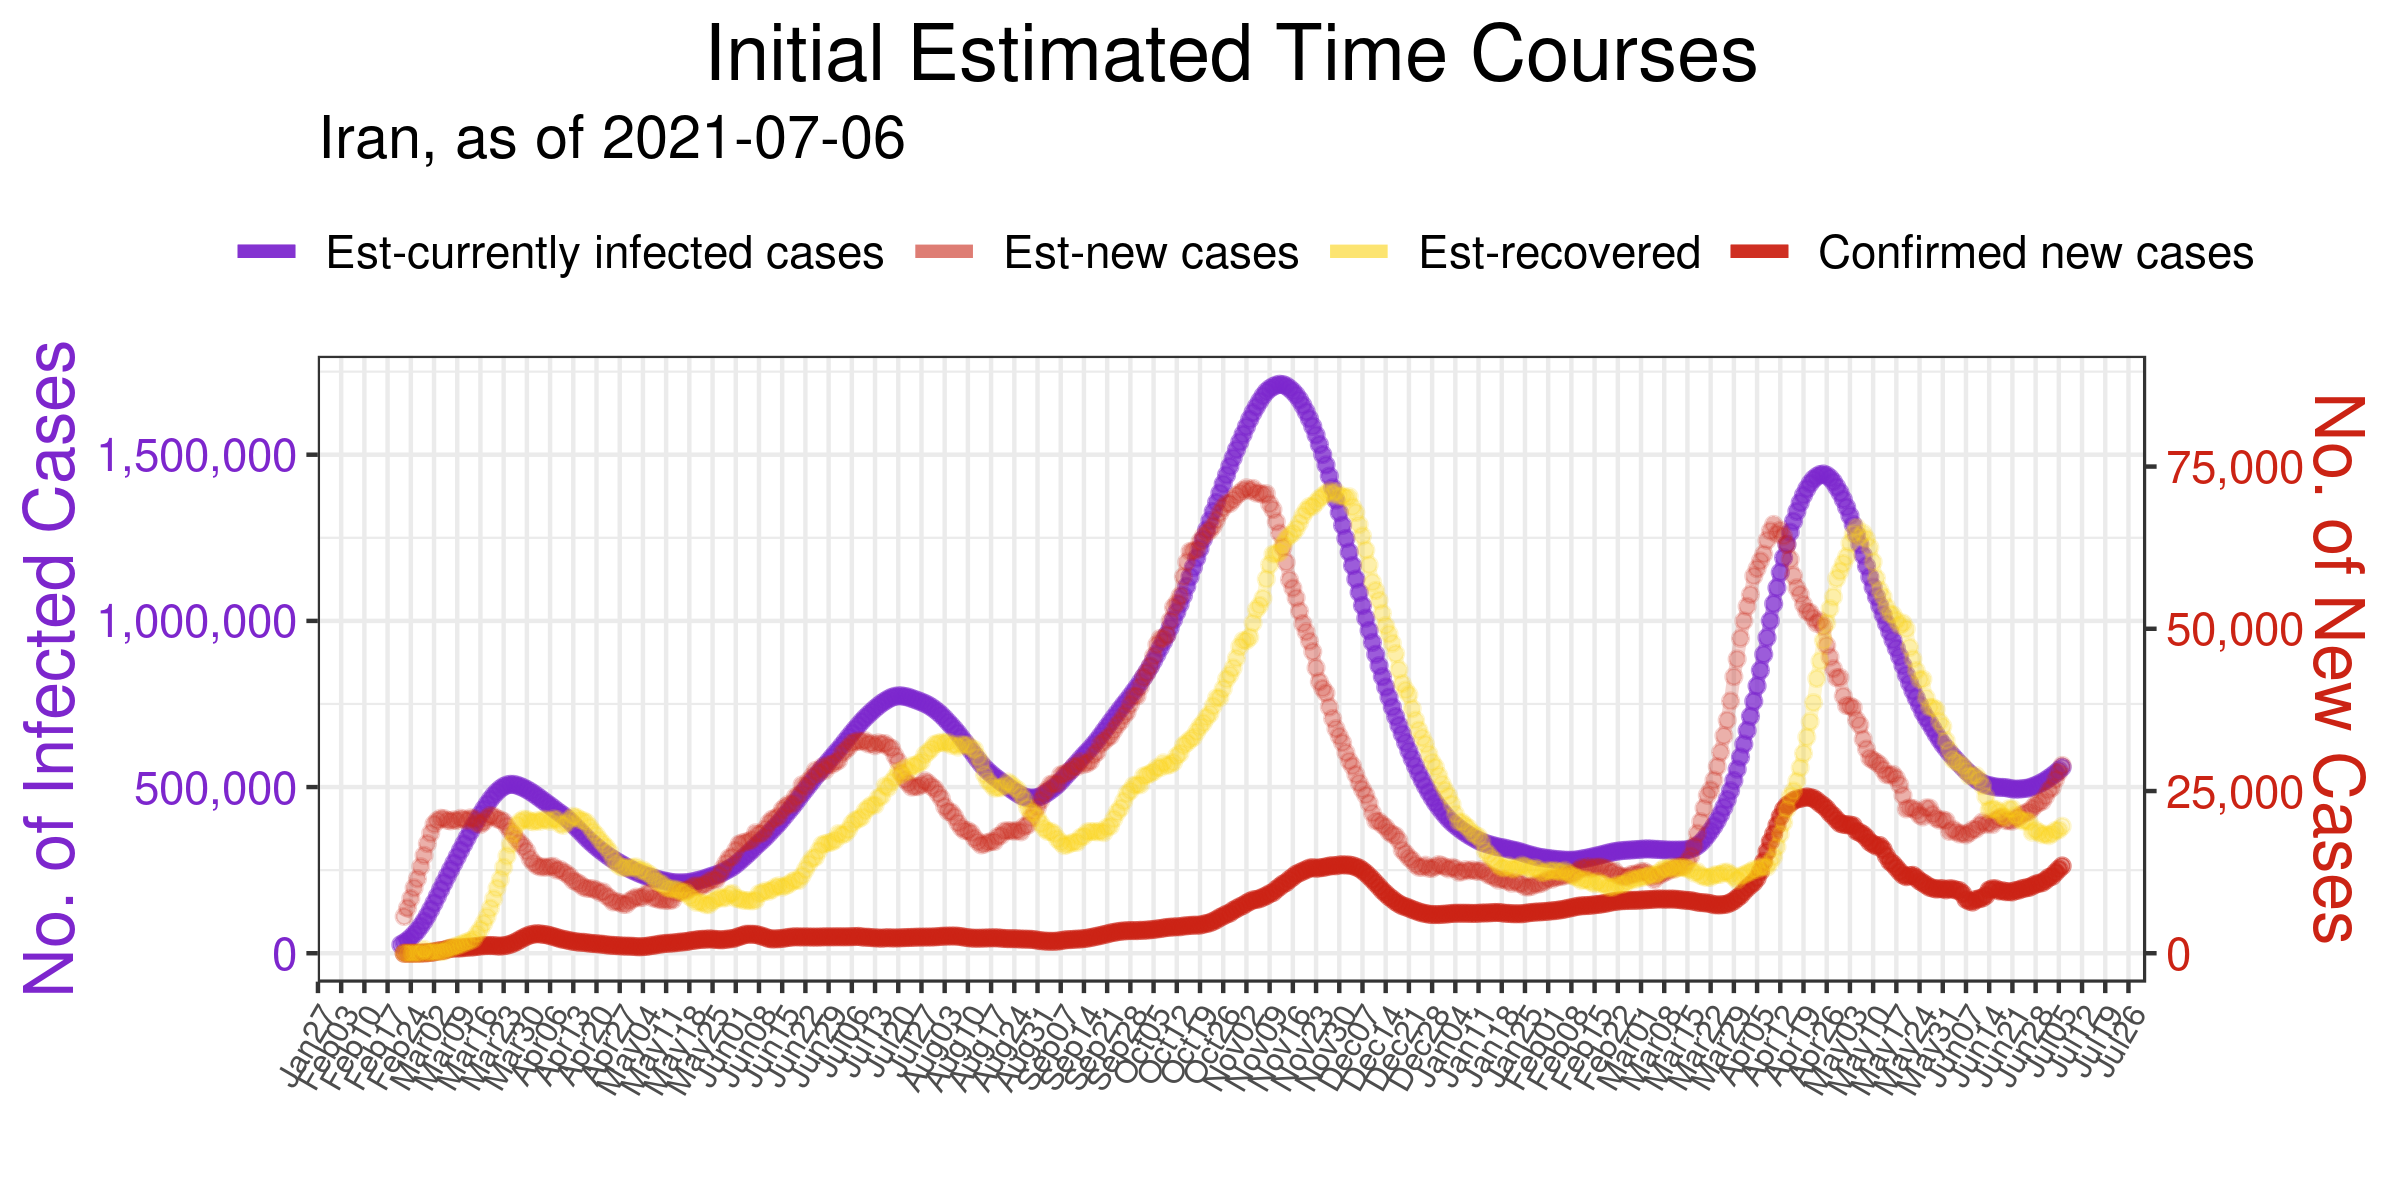 Initial Estimated Time Courses
Iran, as of 2021-07-06
Est-currently infected cases Est-new cases Est-recovered Confirmed new cases
No. of Infected Cases
1,500,000
1,000,000
500,000
0
75,000
50,000
25,000
0
No. of New Cases
Jan27
Feb03
Feb10
Feb17
Feb24
Mar02
Mar09
Mar16
Mar23
Mar30
Apr06
Apr13
Apr20
Apr27
May04
May11
May18
May25
Jun01
Jun08
Jun15
Jun22
Jun29
Jul06
Jul13
Jul20
Jul27
Aug03
Aug10
Aug17
Aug24
Aug31
Sep07
Sep14
Sep21
Sep28
Oct05
Oct12
Oct19
Oct26
Nov02
Nov09
Nov16
Nov23
Nov30
Dec07
Dec14
Dec21
Dec28
Jan04
Jan11
Jan18
Jan25
Feb01
Feb08
Feb15
Feb22
Mar01
Mar08
Mar15
Mar22
Mar29
Apr05
Apr12
Apr19
Apr26
May03
May10
May17
May24
May31
Jun07
Jun14
Jun21
Jun28
Jul05
Jul12
Jul19
Jul26